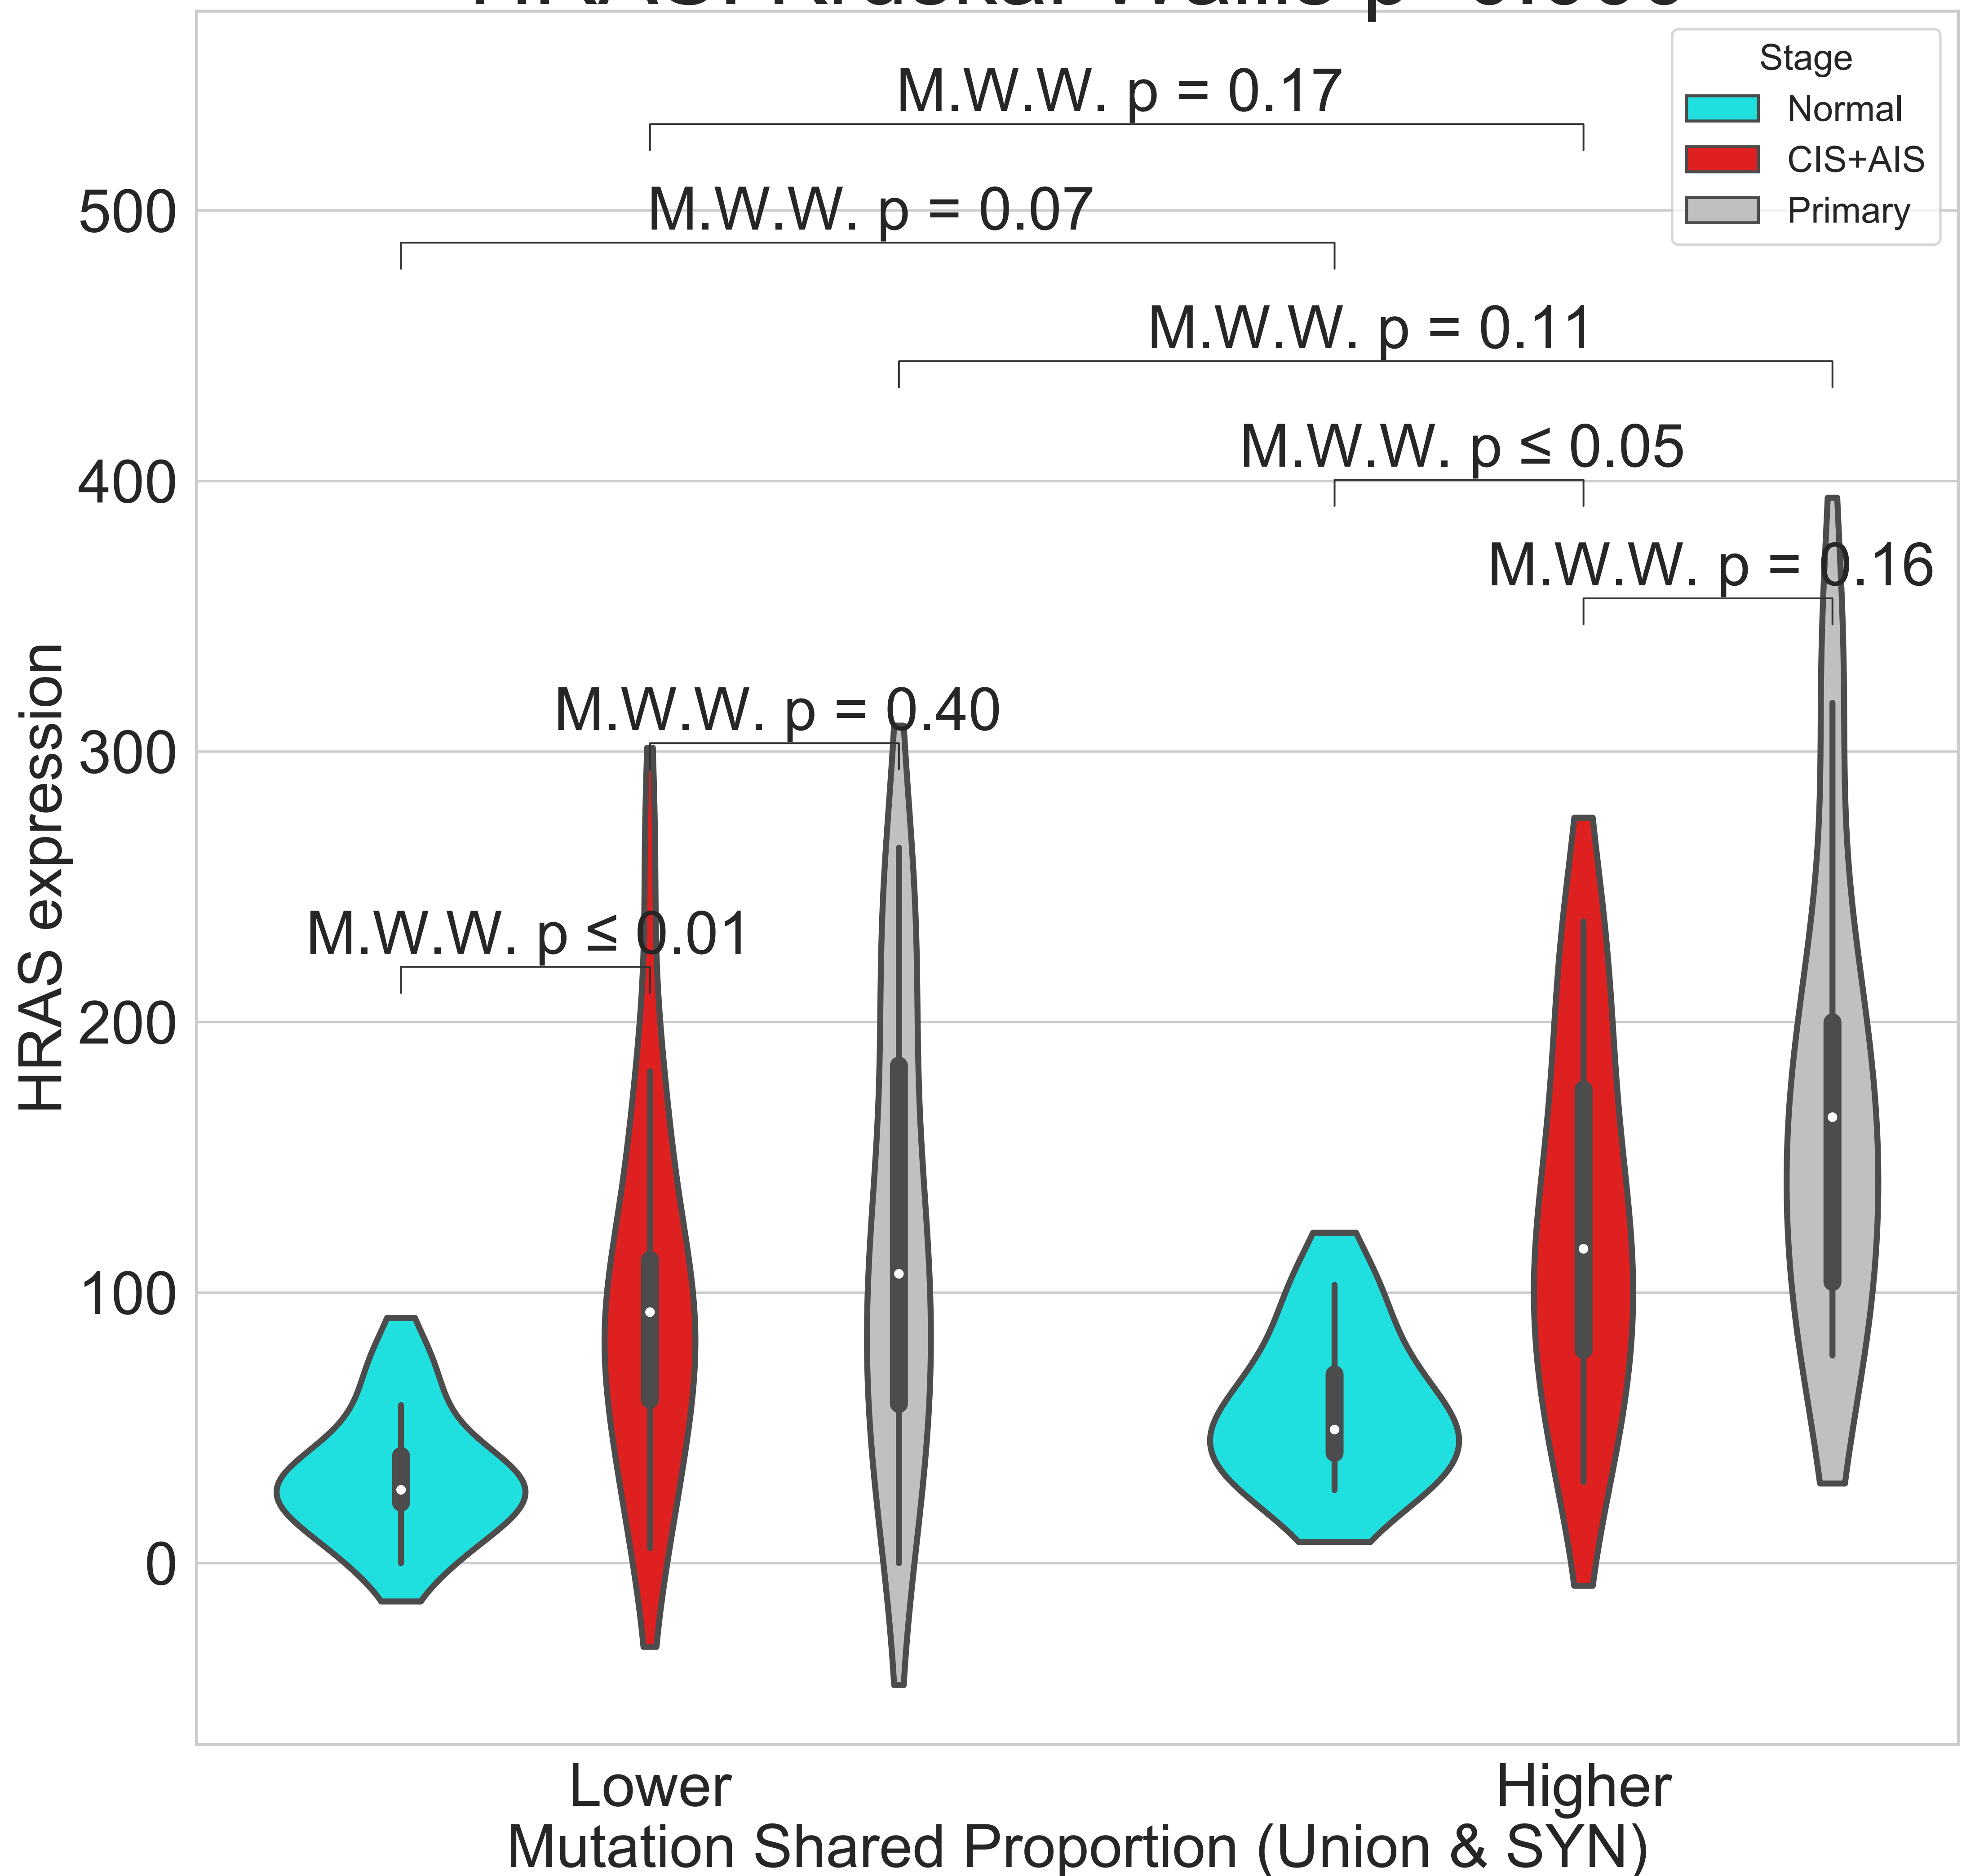 Stage
Normal
CIS+AIS
Primary
M.W.W. p = 0.17
M.W.W. p = 0.07
M.W.W. p = 0.11
M.W.W. p ≤ 0.05
M.W.W. p = 0.16
M.W.W. p = 0.40
M.W.W. p ≤ 0.01
500
400
300
200
100
0
HRAS expression
Lower
Higher
Mutation Shared Proportion (Union & SYN)